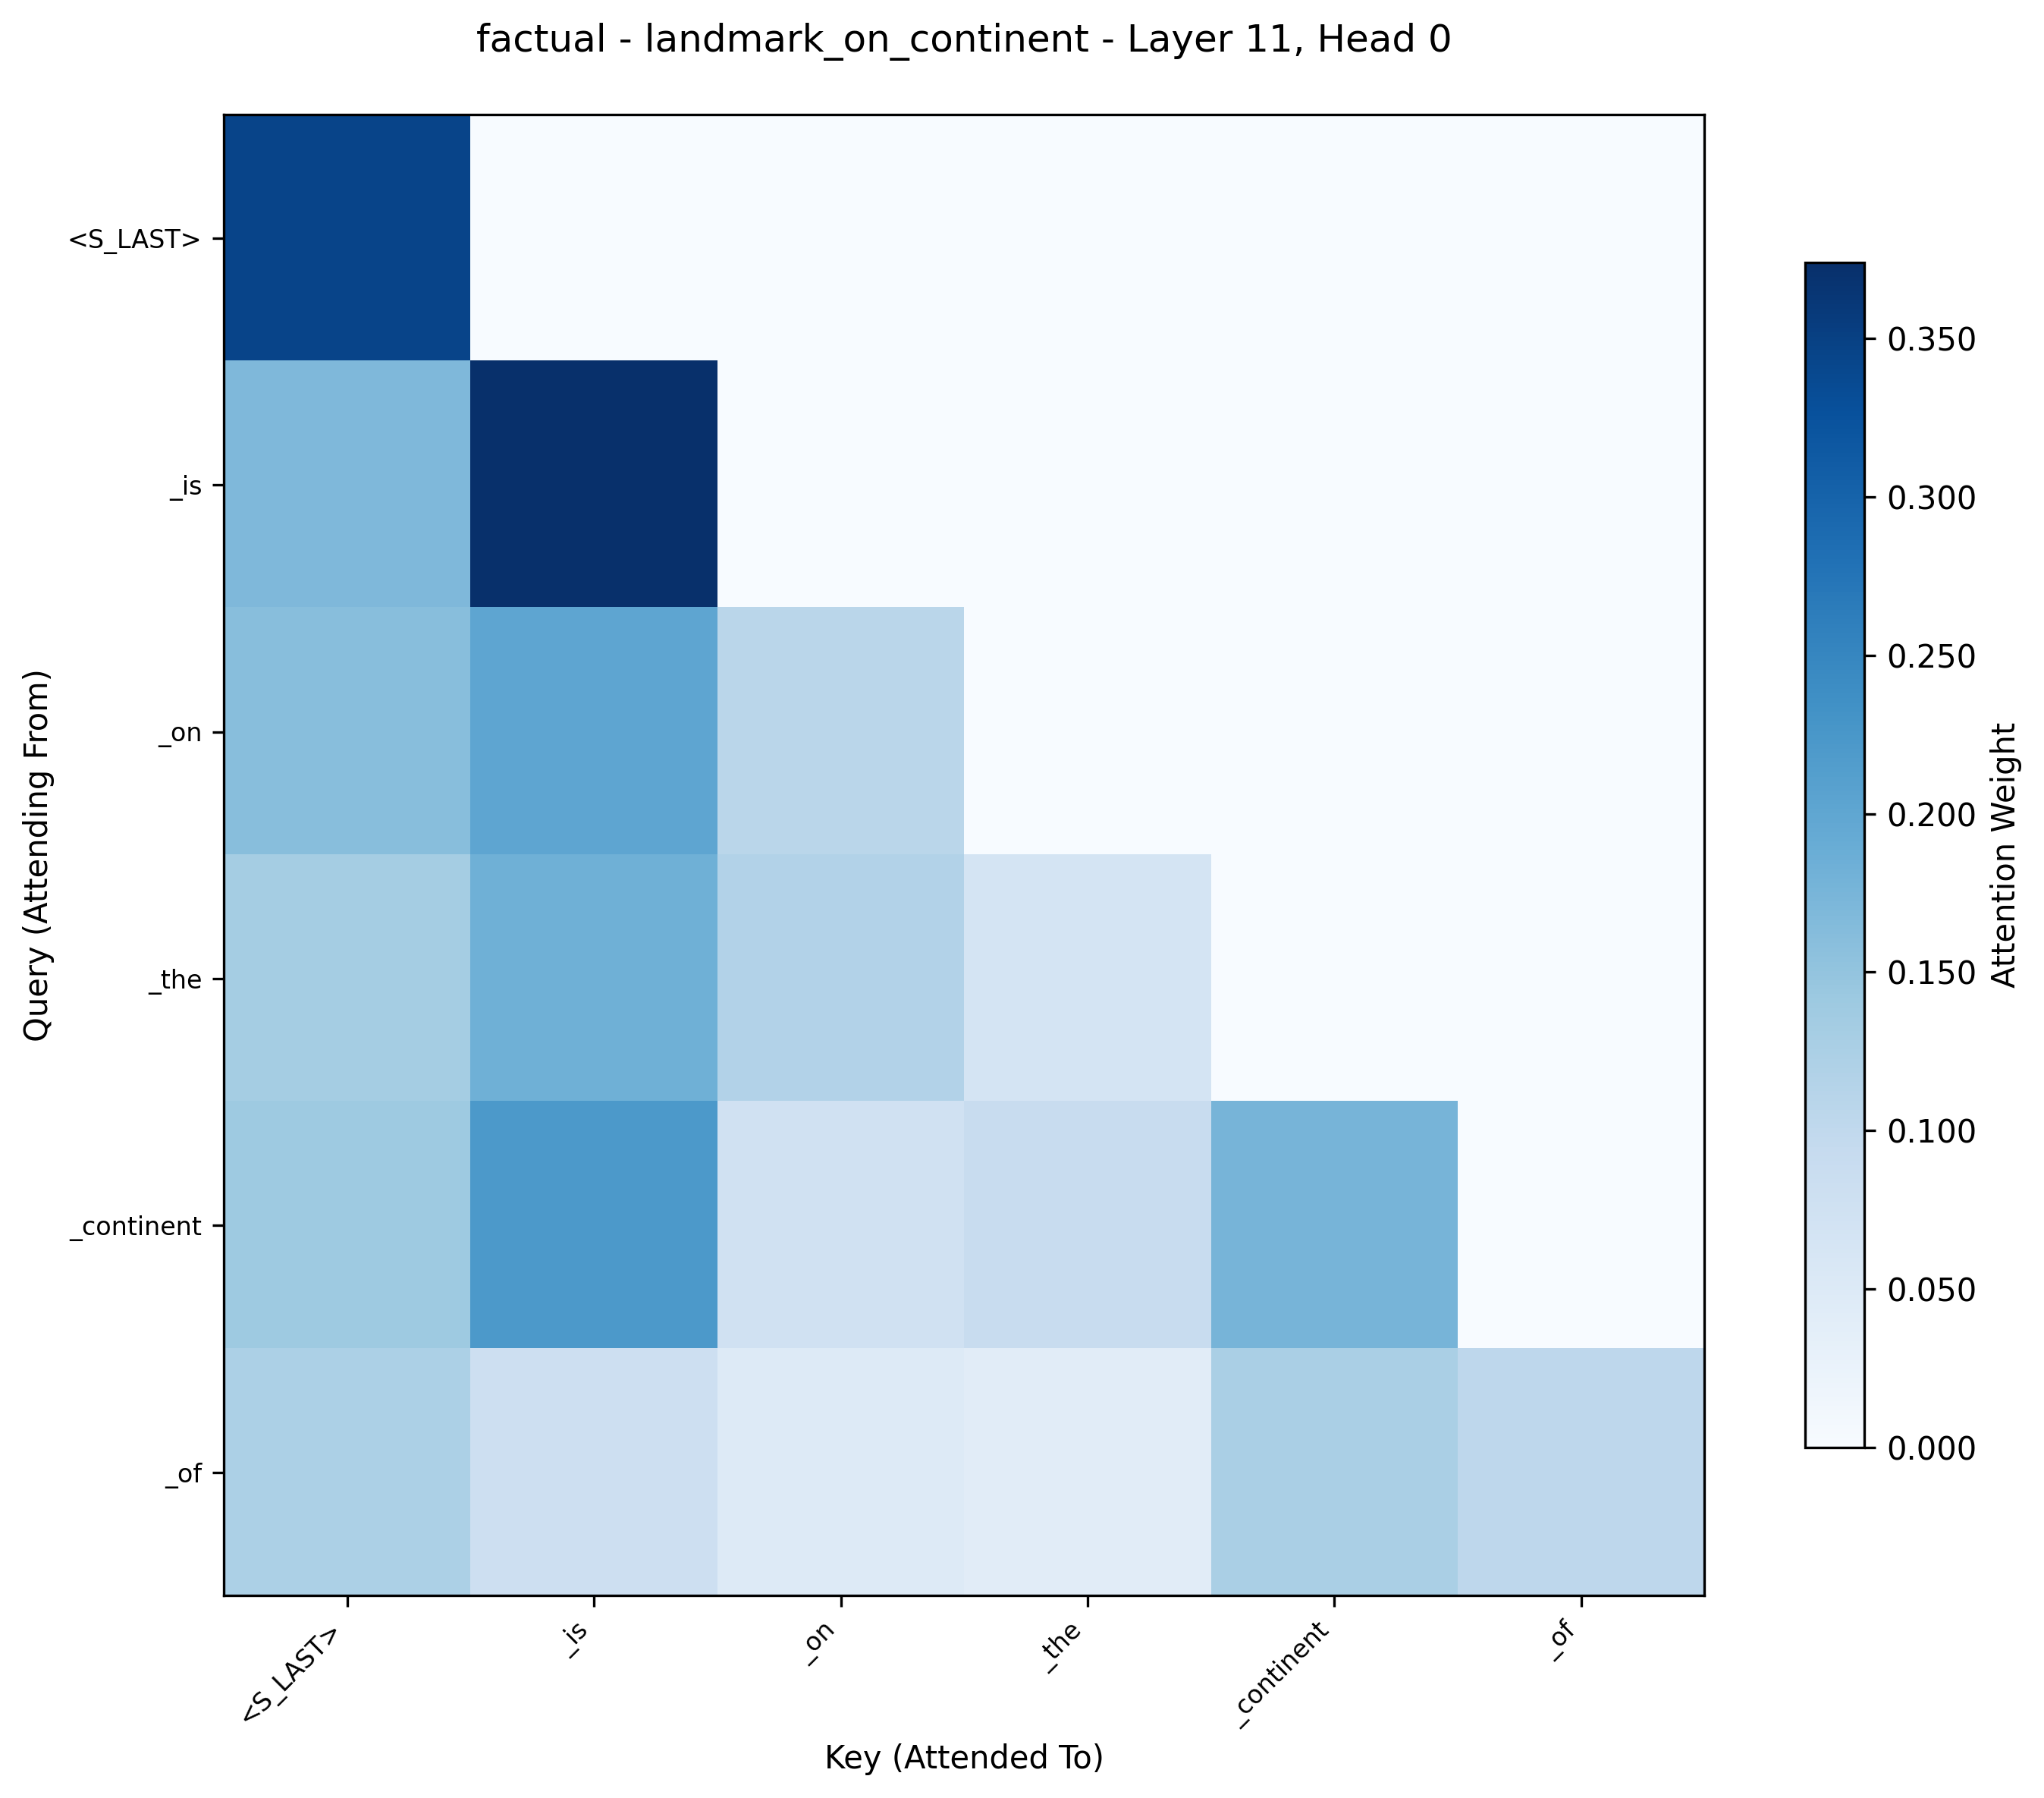 factual - landmark_on_continent - Layer 11, Head 0
<S_LAST>
_is
_on
_the
_continent
_of
Query (Attending From)
<S_LAST>
_is
_on
_the
_continent
_of
Key (Attended To)
0.350
0.300
0.250
0.200
0.150
0.100
0.050
0.000
Attention Weight